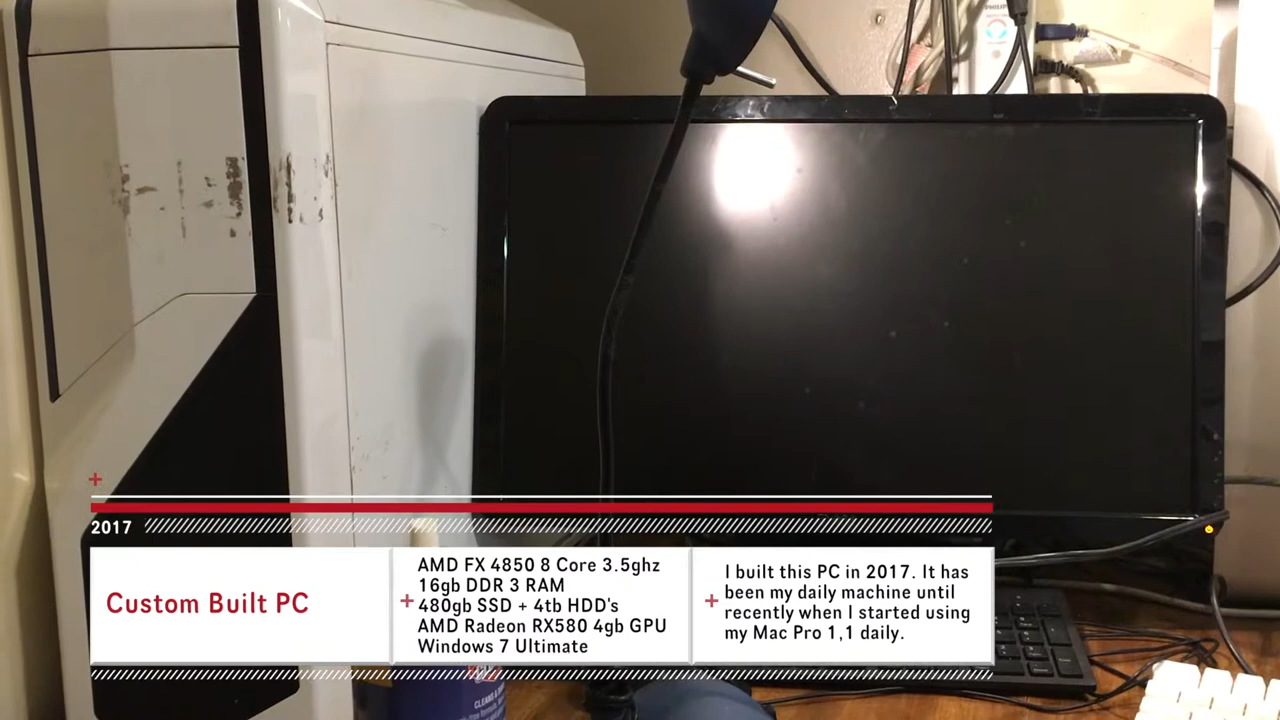 PHILIPS
2017
Custom Built PC
AMD FX 4850 8 Core 3.5ghz
16gb DDR 3 RAM
480gb SSD + 4tb HDD's
AMD Radeon RX580 4gb GPU
Windows 7 Ultimate
I built this PC in 2017. It has
been my daily machine until
recently when I started using
my Mac Pro 1,1 daily.
CLEANS &